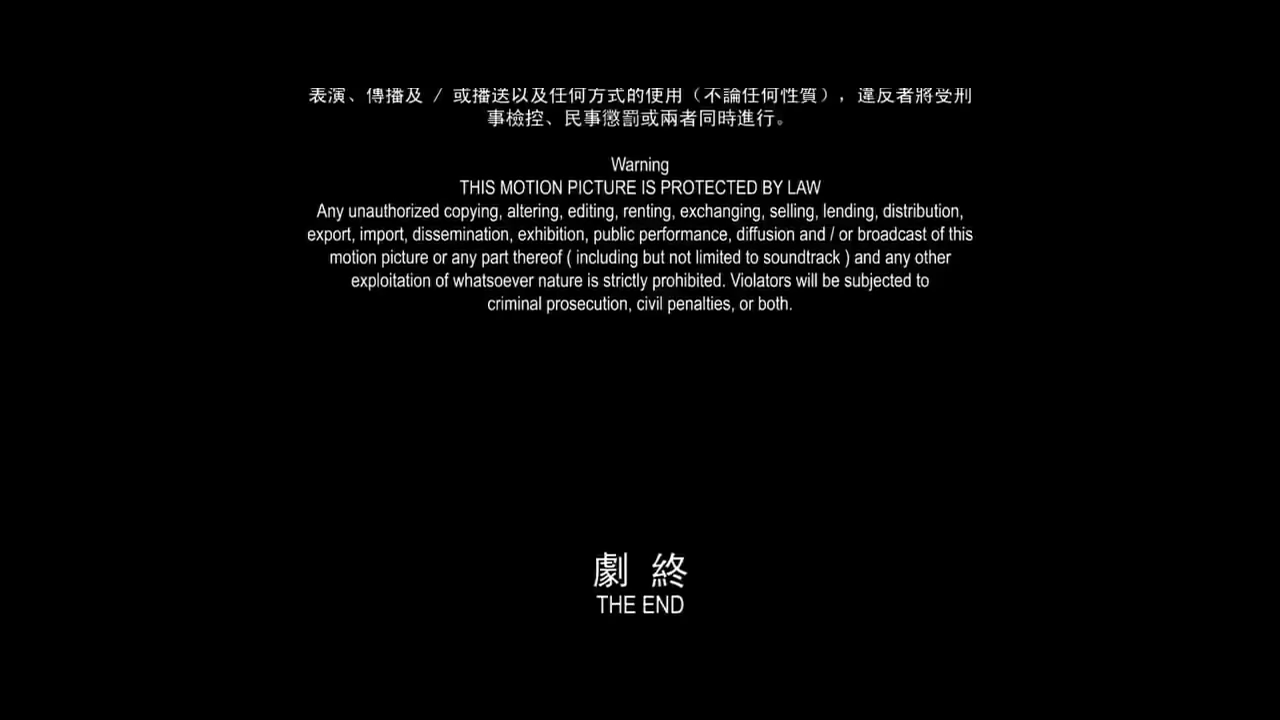 表演、傳播及 / 或播送以及任何方式的使用（不論任何性質），違反者將受刑
事檢控、民事懲罰或兩者同時進行。
Warning
THIS MOTION PICTURE IS PROTECTED BY LAW
Any unauthorized copying, altering, editing, renting, exchanging, selling, lending, distribution,
export, import, dissemination, exhibition, public performance, diffusion and / or broadcast of this
motion picture or any part thereof ( including but not limited to soundtrack ) and any other
exploitation of whatsoever nature is strictly prohibited. Violators will be subjected to
criminal prosecution, civil penalties, or both.
劇 終
THE END